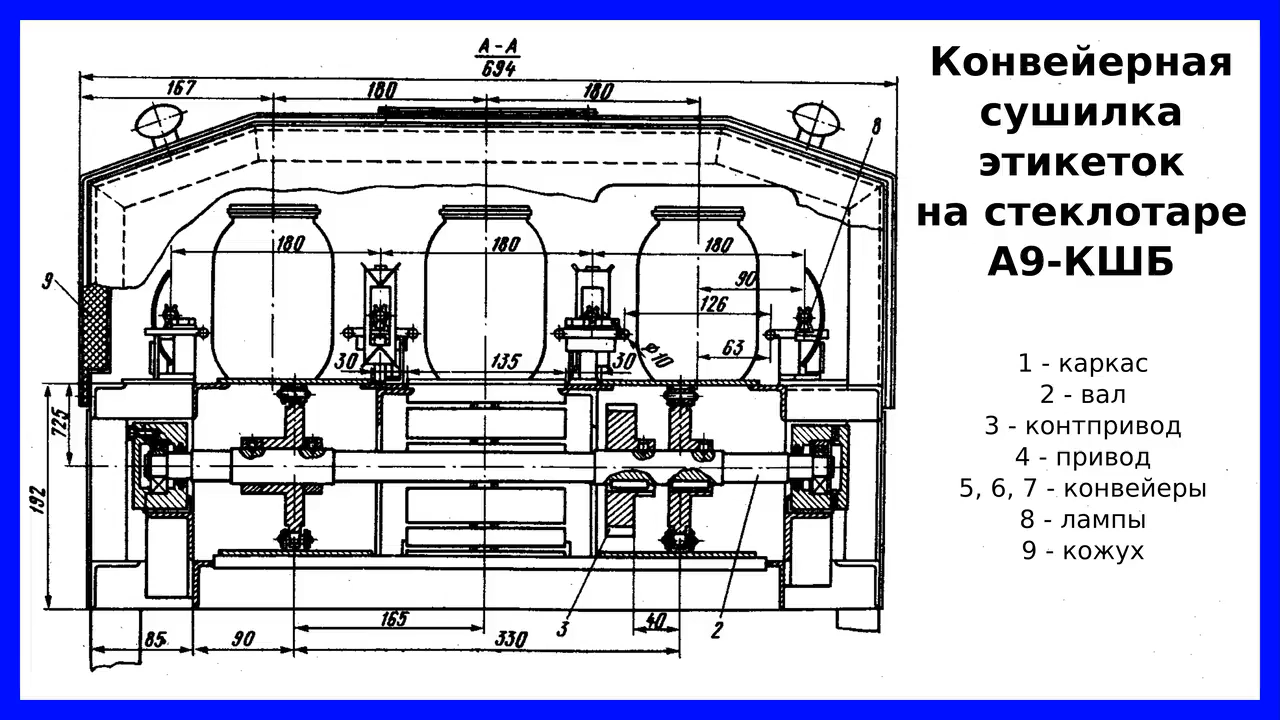 А-А
694
167
180
180
8
180
180
180
9
90
126
30
135
30
Ø10
63
725
192
165
3
40
2
85
90
330
Конвейерная
сушилка
этикеток
на стеклотаре
А9-КШБ
1 - каркас
2 - вал
3 - контпривод
4 - привод
5, 6, 7 - конвейеры
8 - лампы
9 - кожух